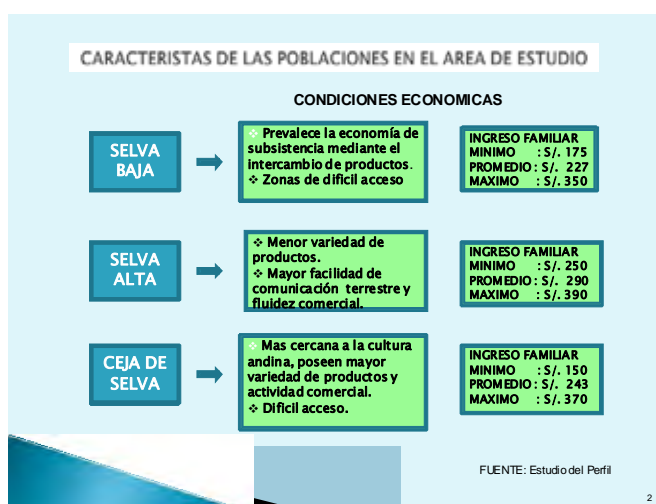 CARACTERISTAS DE LAS POBLACIONES EN EL AREA DE ESTUDIO
CONDICIONES ECONOMICAS
SELVA
BAJA
❖ Prevalece la economía de
subsistencia mediante el
intercambio de productos.
❖ Zonas de dificil acceso
INGRESO FAMILIAR
MINIMO : S/. 175
PROMEDIO : S/. 227
MAXIMO : S/. 350
SELVA
ALTA
❖ Menor variedad de
productos.
❖ Mayor facilidad de
comunicación terrestre y
fluidez comercial.
INGRESO FAMILIAR
MINIMO : S/. 250
PROMEDIO : S/. 290
MAXIMO : S/. 390
CEJA DE
SELVA
❖ Mas cercana a la cultura
andina, poseen mayor
variedad de productos y
actividad comercial.
❖ Dificil acceso.
INGRESO FAMILIAR
MINIMO : S/. 150
PROMEDIO : S/. 243
MAXIMO : S/. 370
FUENTE: Estudio del Perfil
2